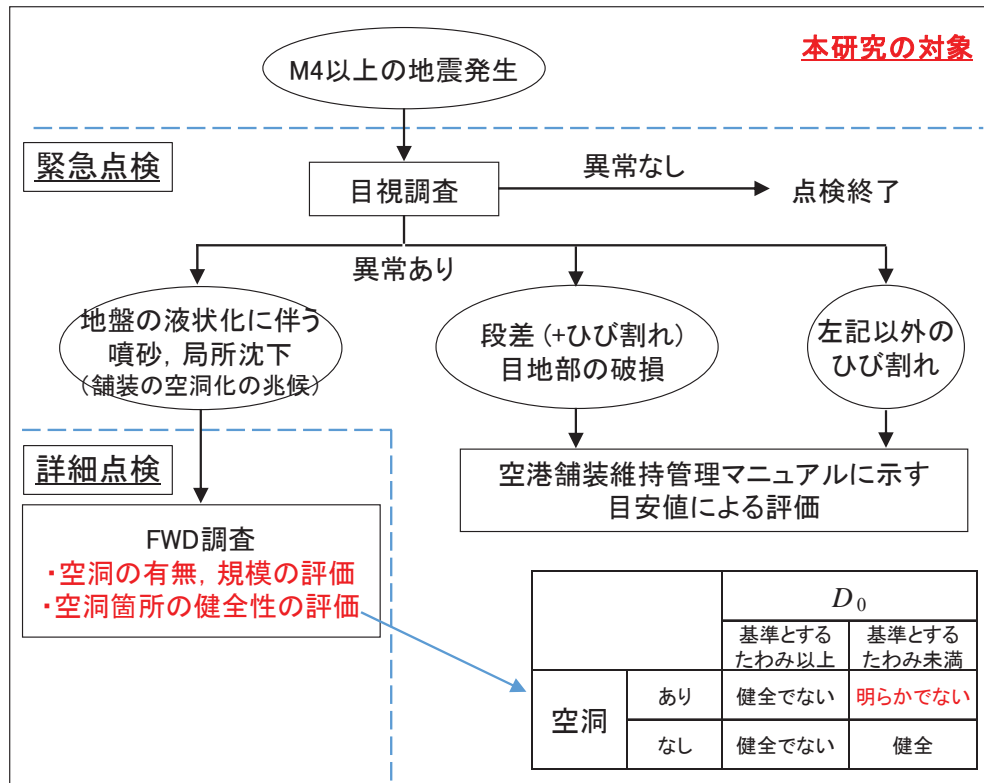 本研究の対象
M4以上の地震発生
緊急点検
目視調査
異常なし
点検終了
異常あり
地盤の液状化に伴う
噴砂，局所沈下
（舗装の空洞化の兆候）
段差 (+ひび割れ)
目地部の破損
左記以外の
ひび割れ
空港舗装維持管理マニュアルに示す
目安値による評価
詳細点検
FWD調査
・空洞の有無，規模の評価
・空洞箇所の健全性の評価
D0
基準とする
たわみ以上
基準とする
たわみ未満
空洞
あり
健全でない
明らかでない
なし
健全でない
健全